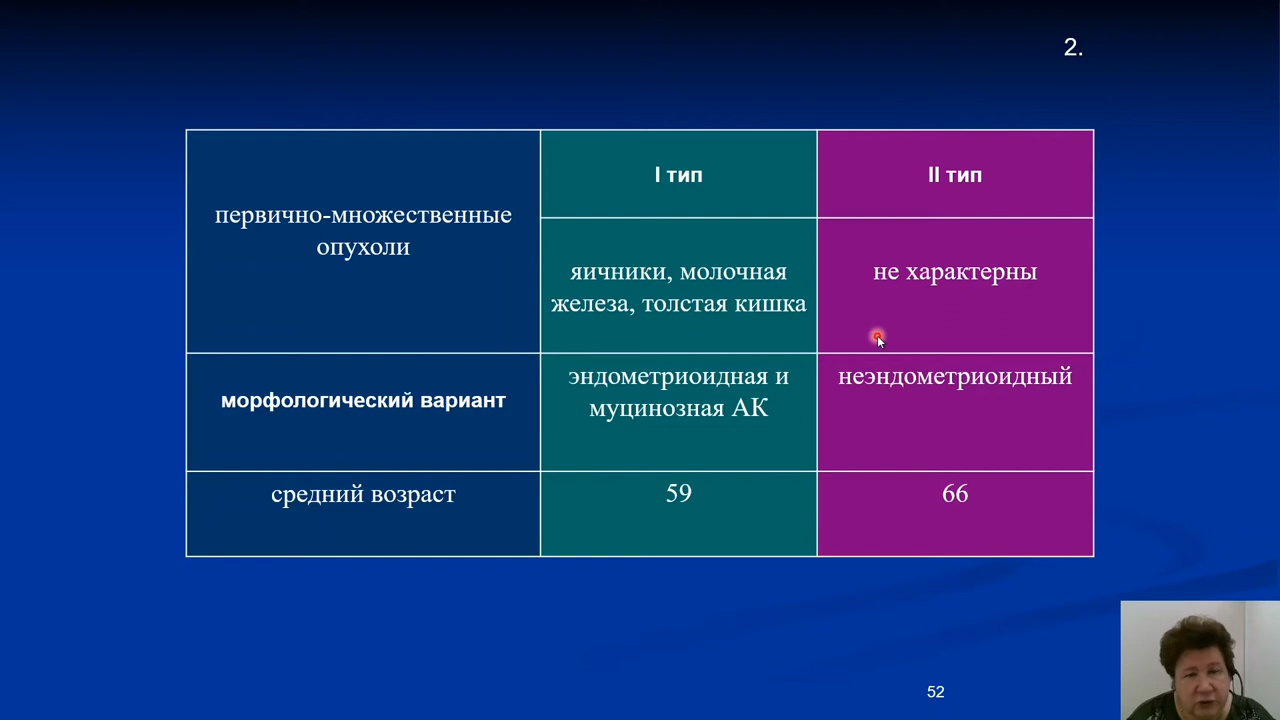 2.
I тип
II тип
первично-множественные
опухоли
яичники, молочная
железа, толстая кишка
не характерны
морфологический вариант
эндометриоидная и
муцинозная АК
неэндометриоидный
средний возраст
59
66
52